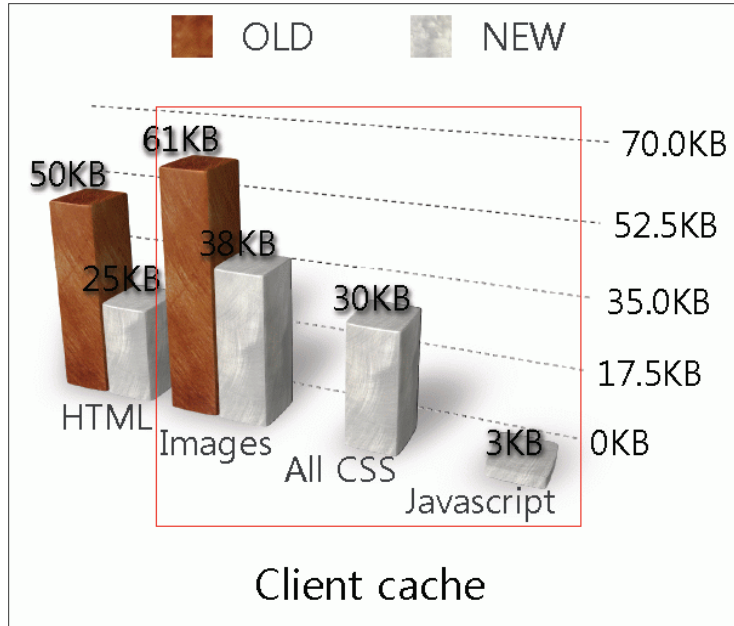 OLD
NEW
61KB
50KB
38KB
25KB
30KB
3KB
70.0KB
52.5KB
35.0KB
17.5KB
0KB
HTML
Images
All CSS
Javascript
Client cache